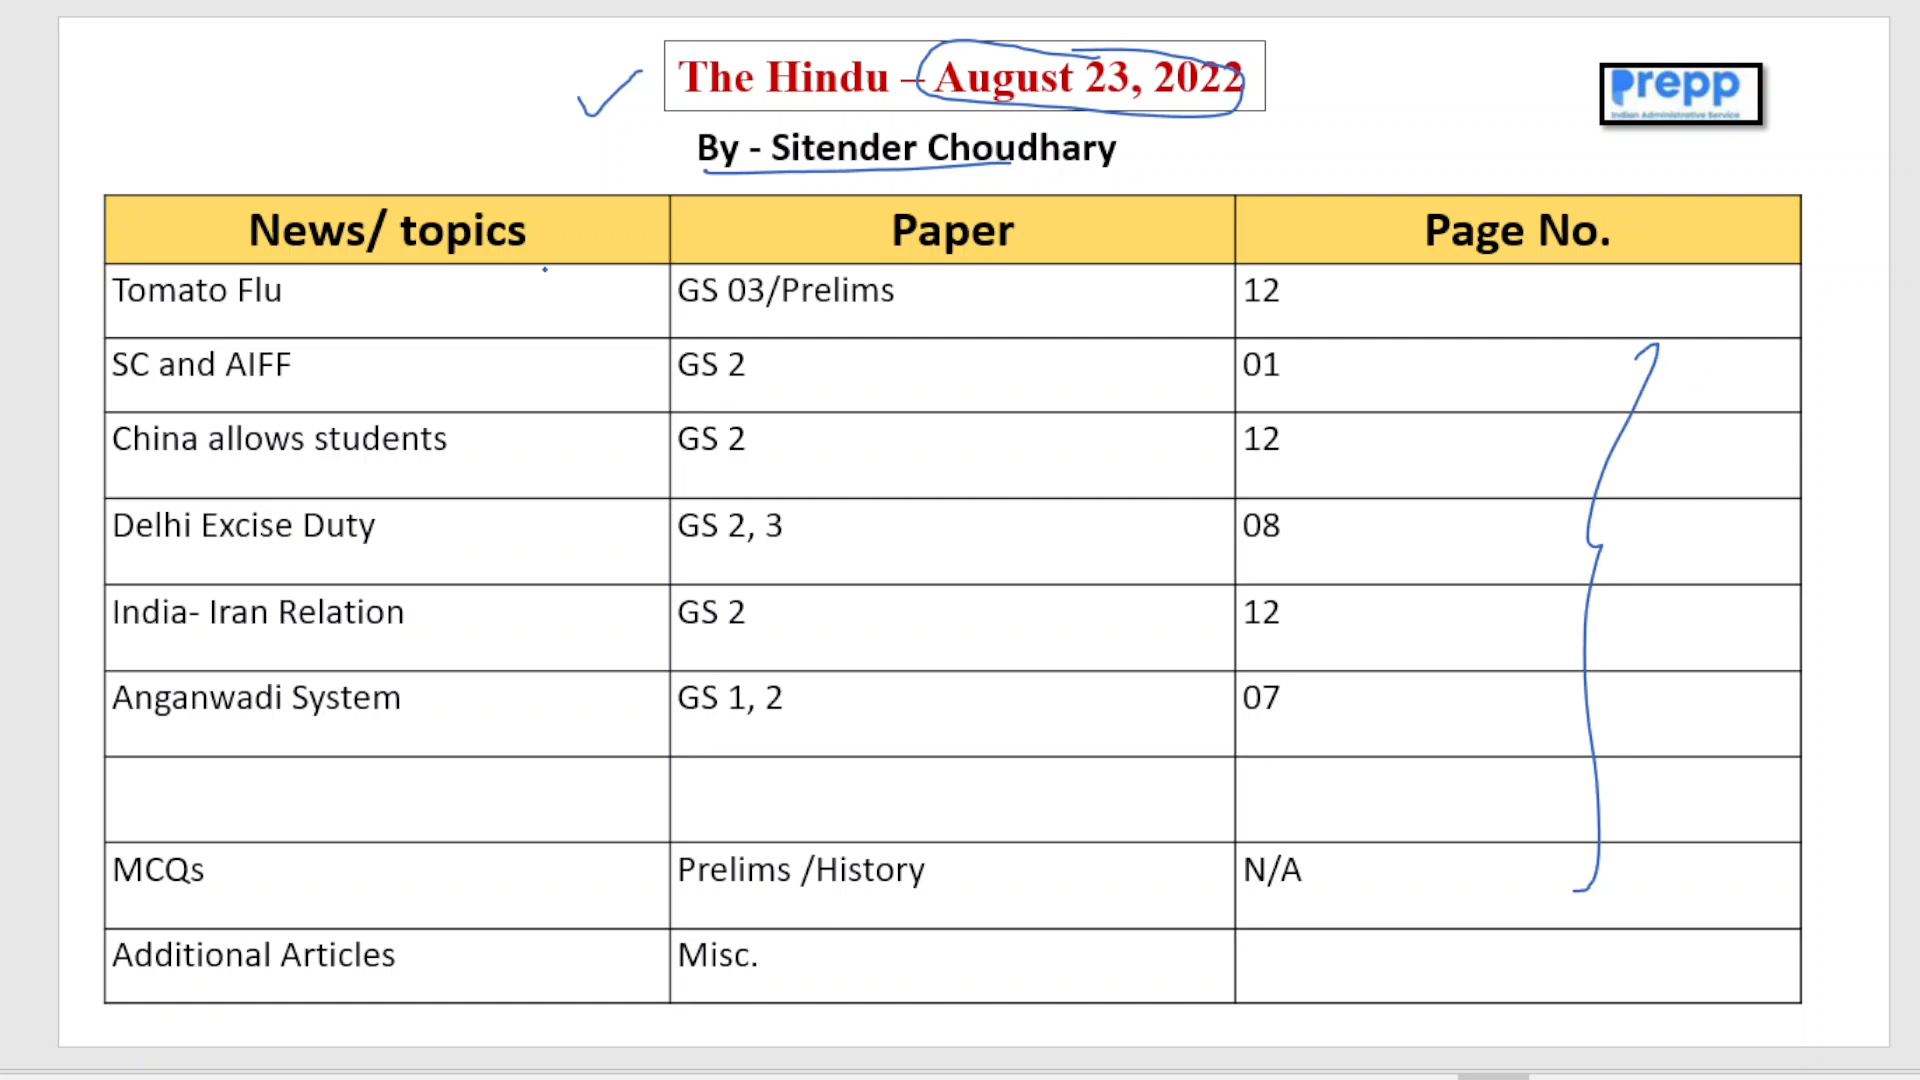 The Hindu – August 23, 2022
prepp
Indian Administrative Service
By - Sitender Choudhary
News/ topics Paper Page No.
Tomato Flu GS 03/Prelims 12
SC and AIFF GS 2 01
China allows students GS 2 12
Delhi Excise Duty GS 2, 3 08
India- Iran Relation GS 2 12
Anganwadi System GS 1, 2 07
MCQs Prelims /History N/A
Additional Articles Misc.